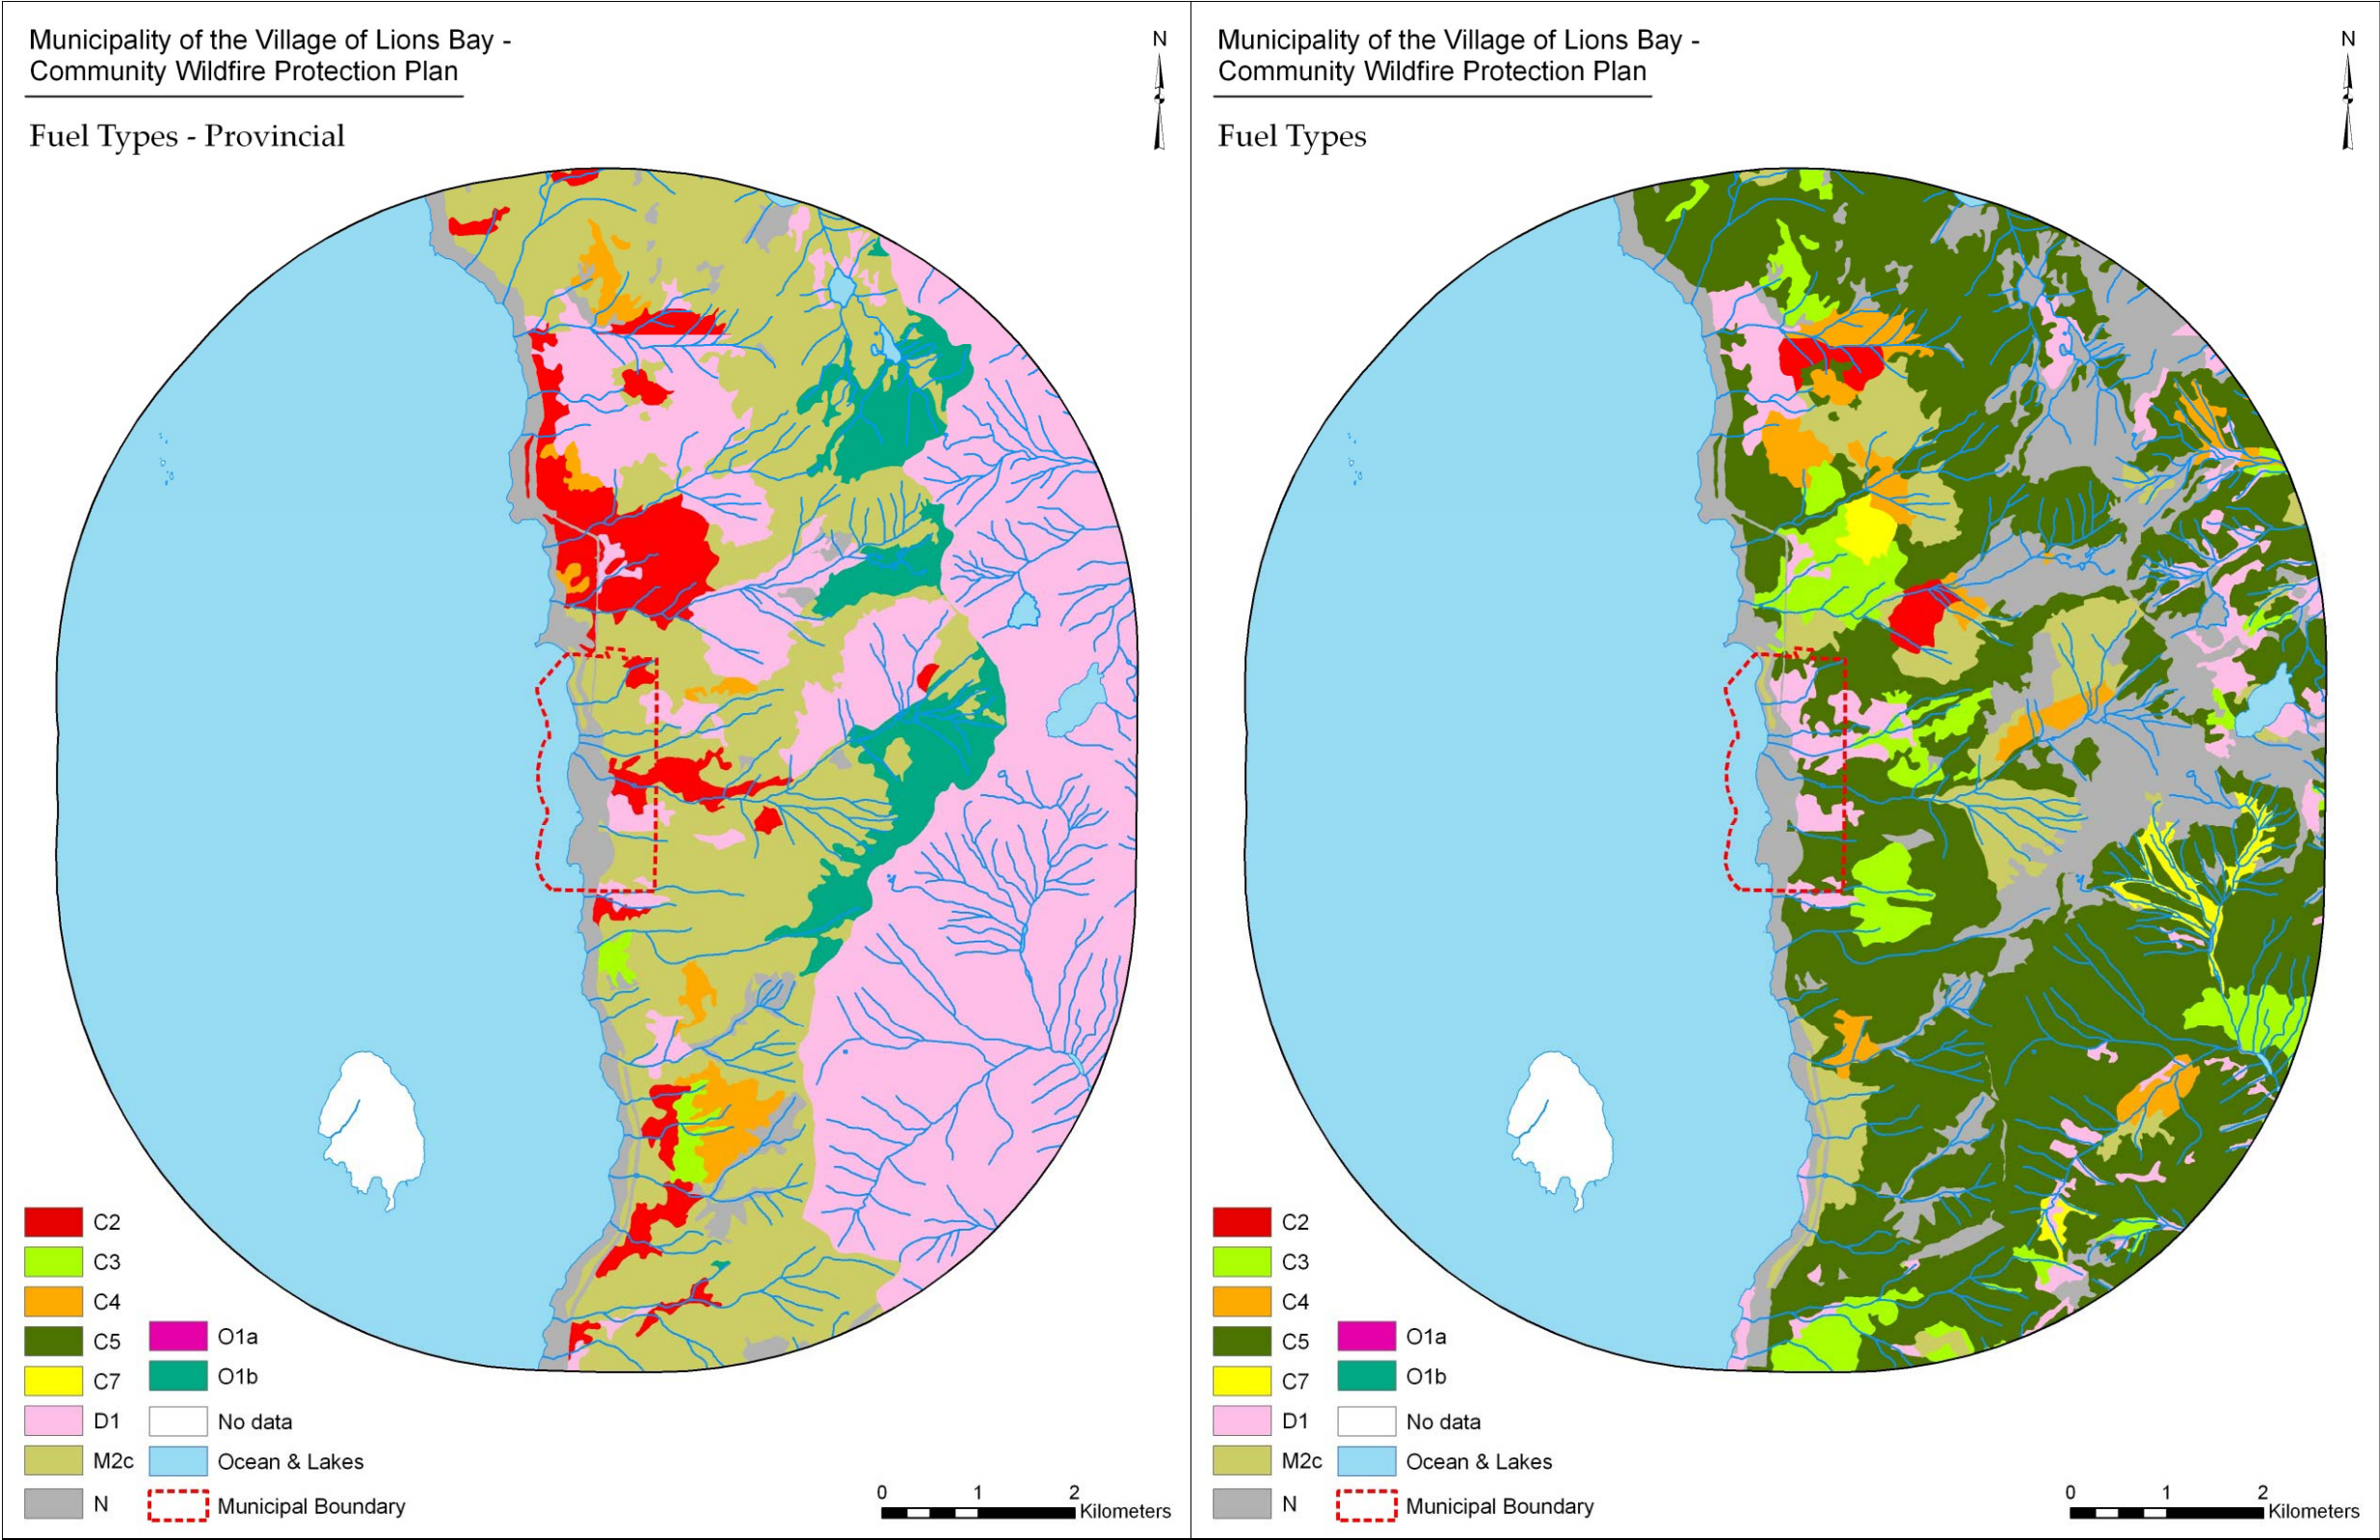 Municipality of the Village of Lions Bay -
Community Wildfire Protection Plan
N
Fuel Types - Provincial
C2
C3
C4
C5
C7
D1
M2c
N
O1a
O1b
No data
Ocean & Lakes
Municipal Boundary
0 1 2
Kilometers
Municipality of the Village of Lions Bay -
Community Wildfire Protection Plan
N
Fuel Types
C2
C3
C4
C5
C7
D1
M2c
N
O1a
O1b
No data
Ocean & Lakes
Municipal Boundary
0 1 2
Kilometers